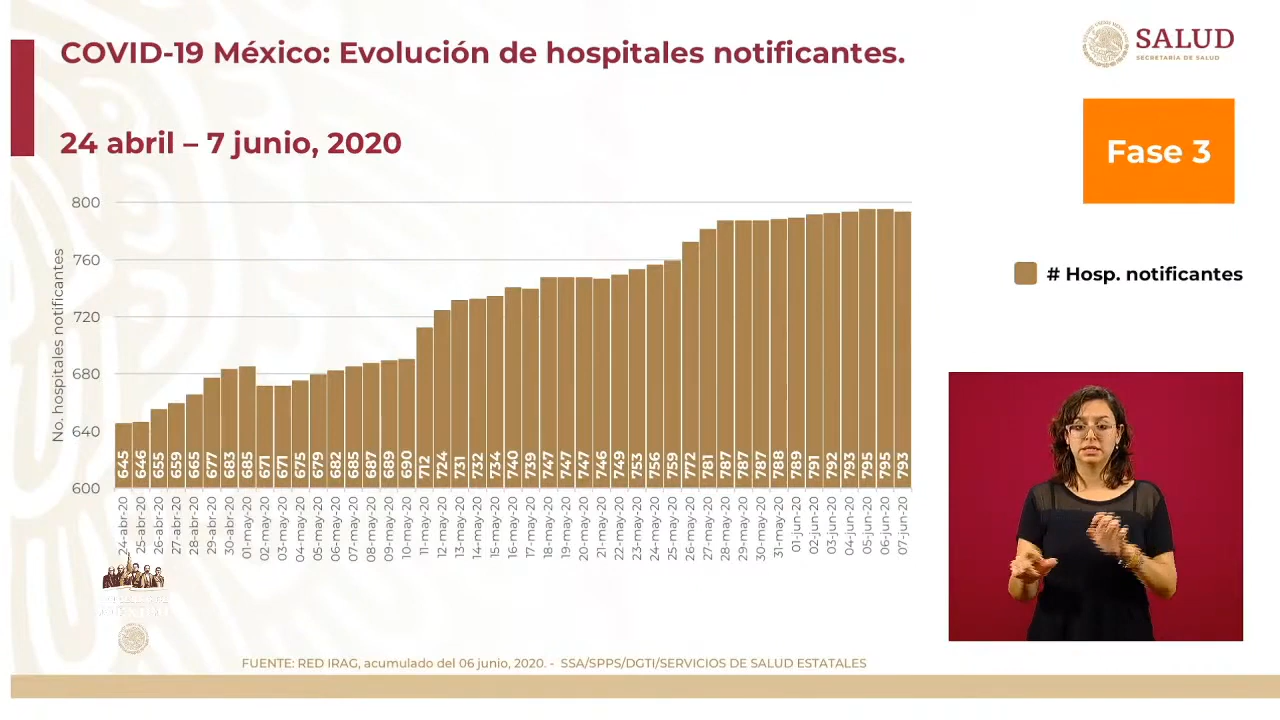 COVID-19 México: Evolución de hospitales notificantes.
24 abril – 7 junio, 2020
SALUD
SECRETARÍA DE SALUD
Fase 3
# Hosp. notificantes
No. hospitales notificantes
800
760
720
680
640
600
645 646 655 659 665 677 683 685 671 671 675 679 682 685 687 689 690 712 724 731 732 734 740 739 747 747 747 746 749 753 756 759 772 781 787 787 787 788 789 791 792 793 795 795 793
24-abr-20 25-abr-20 26-abr-20 27-abr-20 28-abr-20 29-abr-20 30-abr-20 01-may-20 02-may-20 03-may-20 04-may-20 05-may-20 06-may-20 07-may-20 08-may-20 09-may-20 10-may-20 11-may-20 12-may-20 13-may-20 14-may-20 15-may-20 16-may-20 17-may-20 18-may-20 19-may-20 20-may-20 21-may-20 22-may-20 23-may-20 24-may-20 25-may-20 26-may-20 27-may-20 28-may-20 29-may-20 30-may-20 31-may-20 01-jun-20 02-jun-20 03-jun-20 04-jun-20 05-jun-20 06-jun-20 07-jun-20
FUENTE: RED IRAG, acumulado del 06 junio, 2020. - SSA/SPPS/DGTI/SERVICIOS DE SALUD ESTATALES